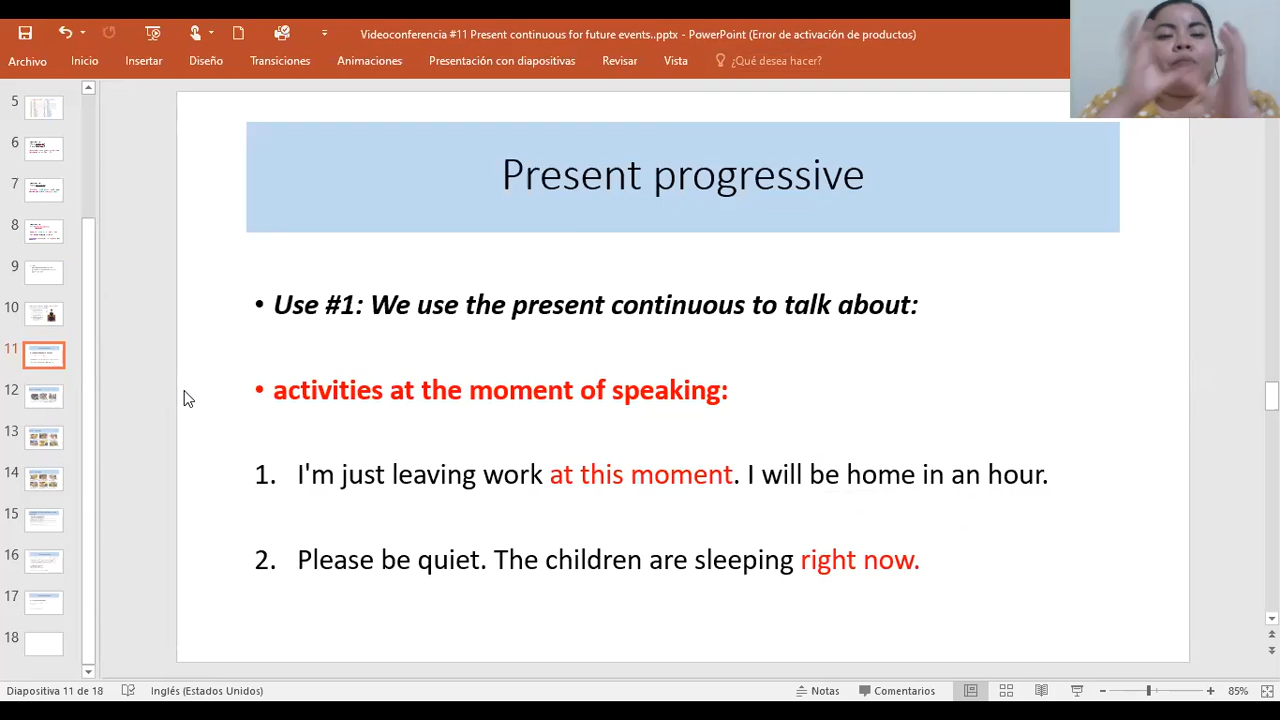 Videoconferencia #11 Present continuous for future events..pptx - PowerPoint (Error de activación de productos)
Archivo Inicio Insertar Diseño Transiciones Animaciones Presentación con diapositivas Revisar Vista ¿Qué desea hacer?
5
6
7
8
9
10
11
12
13
14
15
16
17
18
Present progressive
• Use #1: We use the present continuous to talk about:
• activities at the moment of speaking:
1. I'm just leaving work at this moment. I will be home in an hour.
2. Please be quiet. The children are sleeping right now.
Diapositiva 11 de 18 Inglés (Estados Unidos) Notas Comentarios 85%